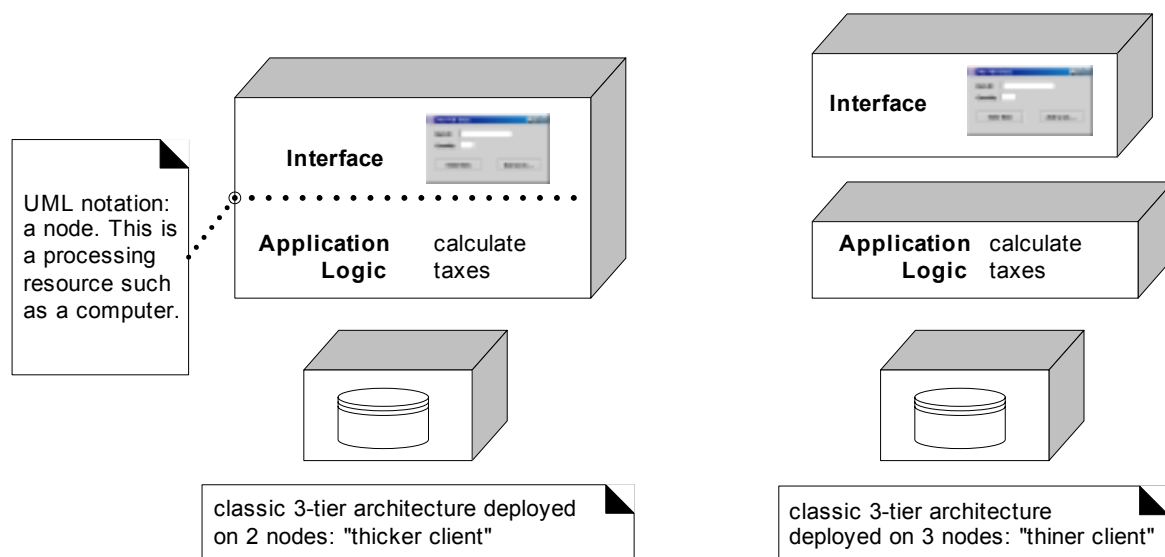 UML notation:
a node. This is
a processing
resource such
as a computer.
Interface
Application calculate
Logic taxes
classic 3-tier architecture deployed
on 2 nodes: "thicker client"
Interface
Application calculate
Logic taxes
classic 3-tier architecture
deployed on 3 nodes: "thiner client"